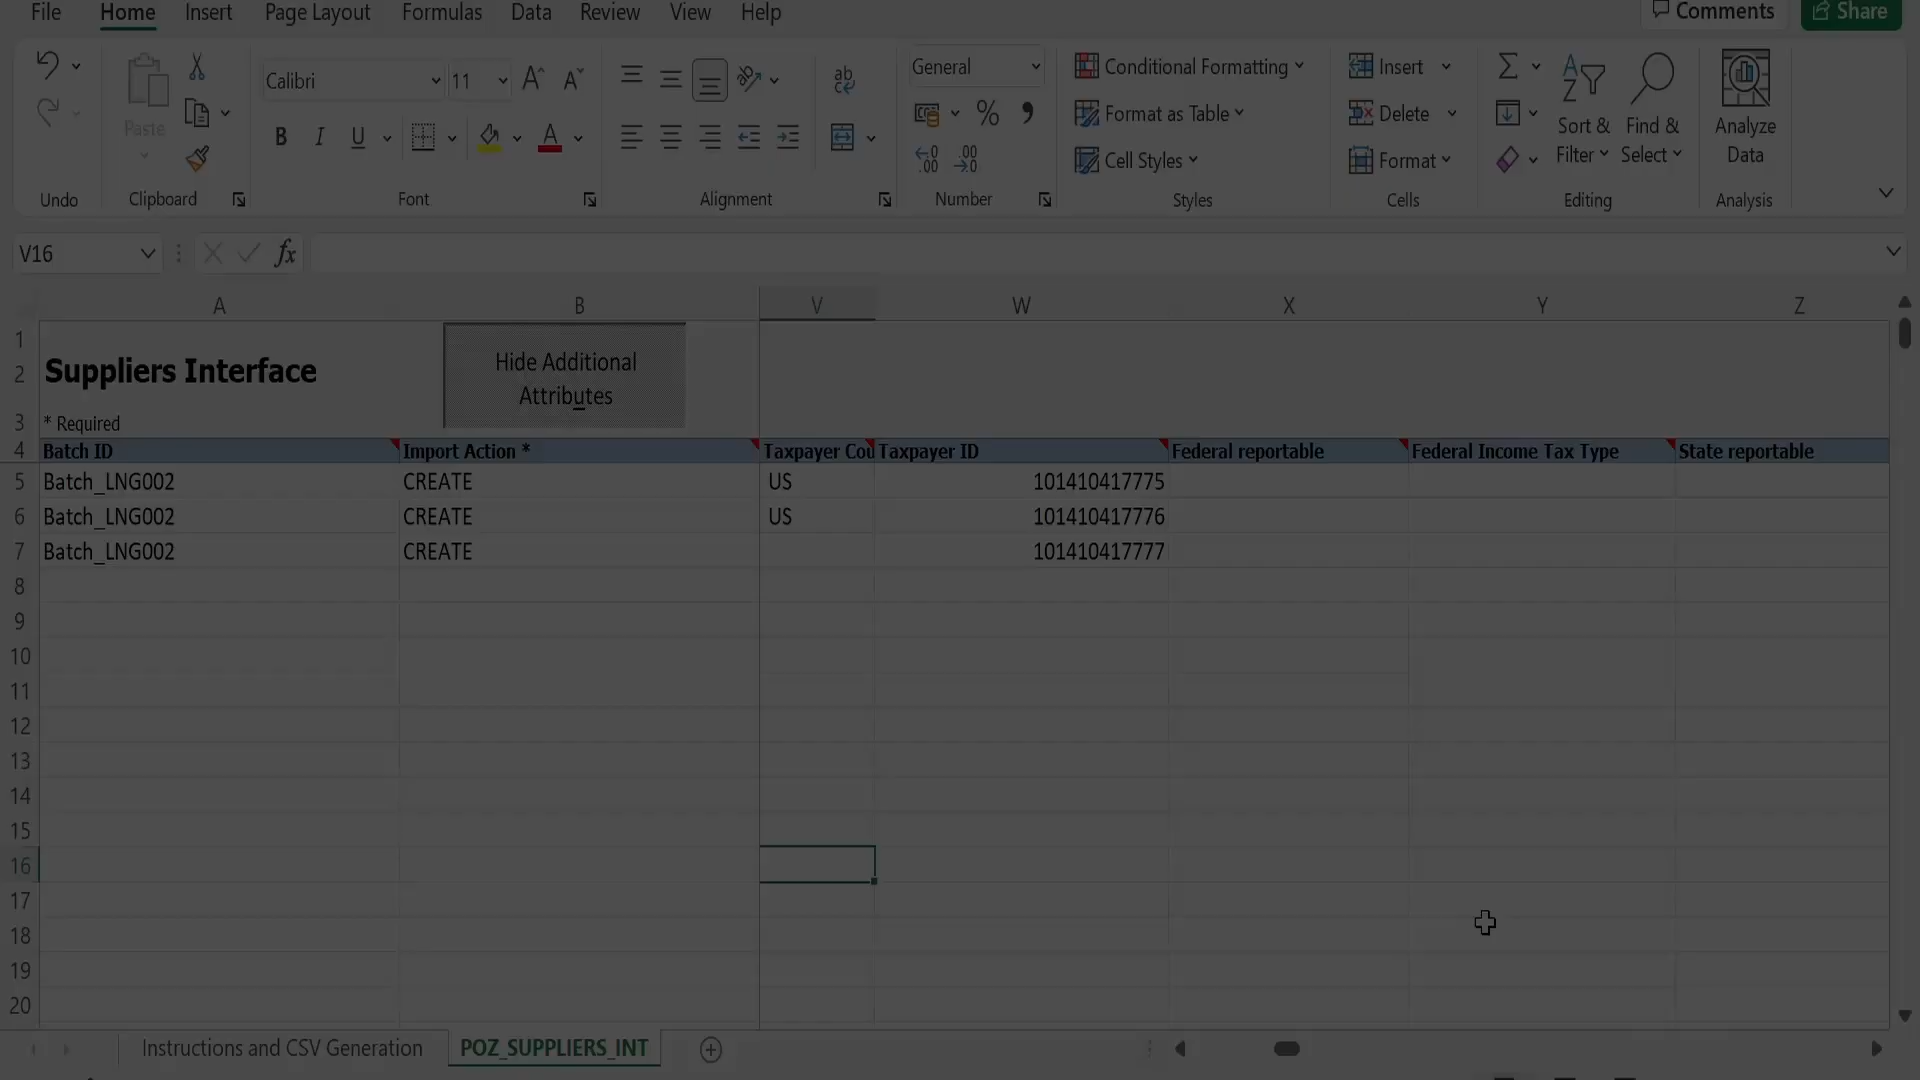 File Home Insert Page Layout Formulas Data Review View Help Comments Share
Calibri 11 General Conditional Formatting Insert
Paste Format as Table Delete Sort & Find & Analyze
B I U A % Cell Styles Format Filter Select Data
Undo Clipboard Font Alignment Number Styles Cells Editing Analysis
V16 fx
A B V W X Y Z
1
2 Suppliers Interface Hide Additional
Attributes
3 * Required
4 Batch ID Import Action * Taxpayer Cou Taxpayer ID Federal reportable Federal Income Tax Type State reportable
5 Batch_LNG002 CREATE US 101410417775
6 Batch_LNG002 CREATE US 101410417776
7 Batch_LNG002 CREATE 101410417777
8
9
10
11
12
13
14
15
16
17
18
19
20
Instructions and CSV Generation POZ_SUPPLIERS_INT